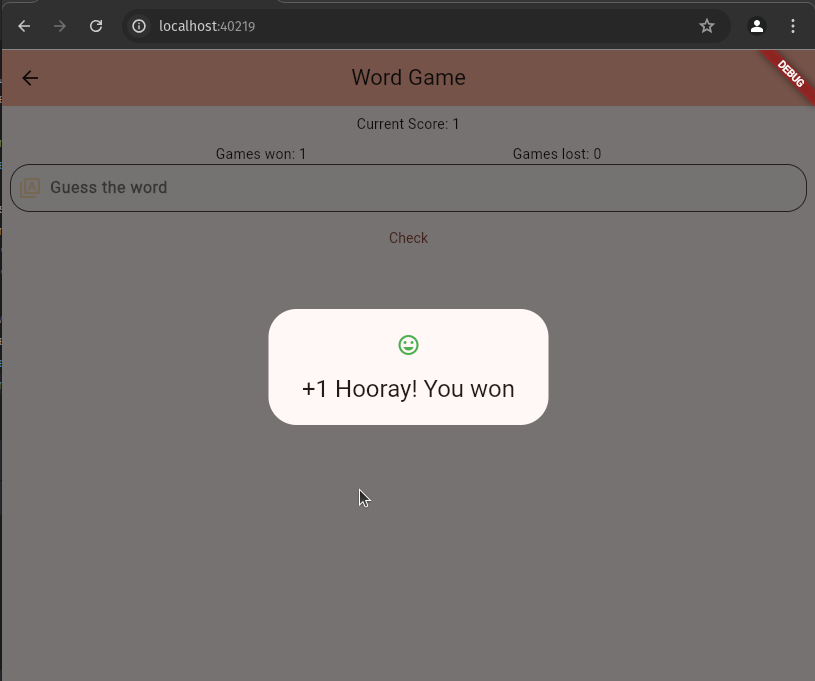 localhost:40219
Word Game
DEBUG
Current Score: 1
Games won: 1 Games lost: 0
A Guess the word
Check
+1 Hooray! You won